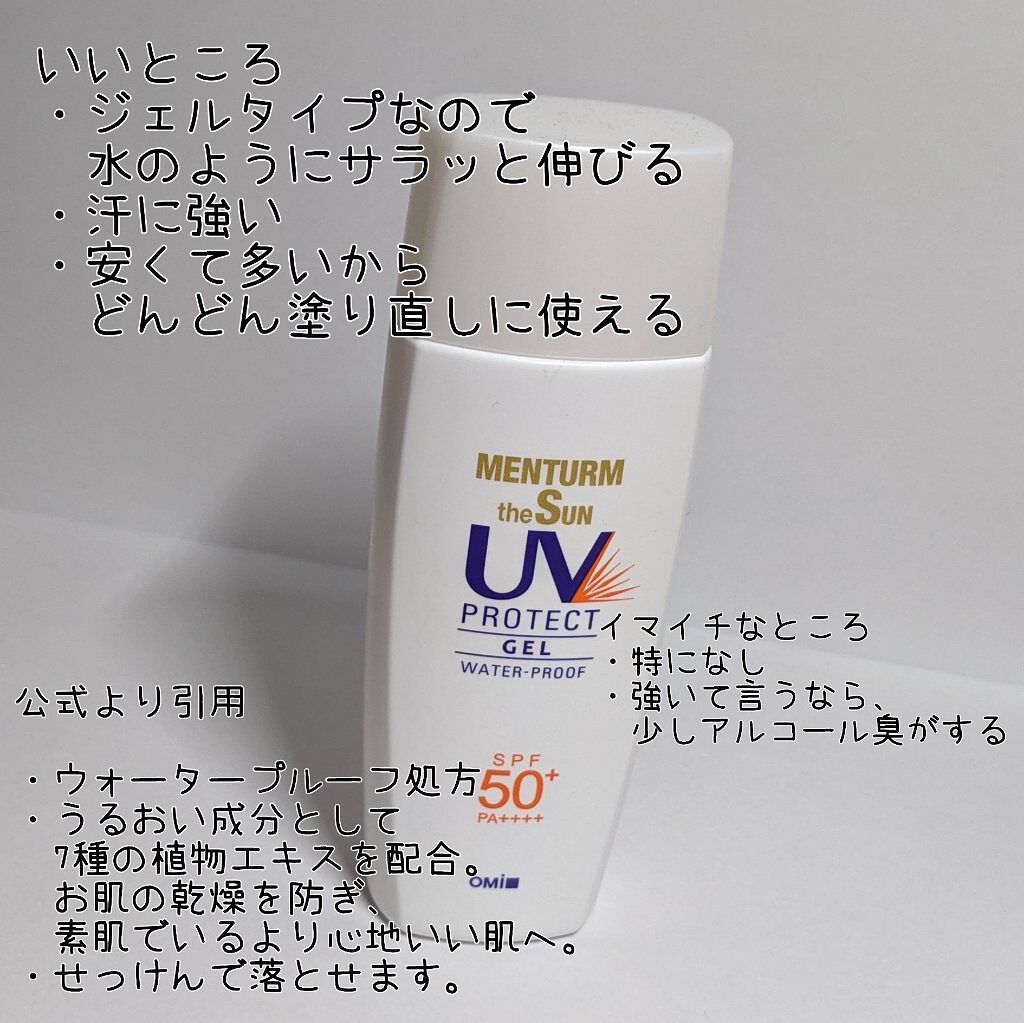 いいところ
・ジェルタイプなので
水のようにサラッと伸びる
・汗に強い
・安くて多いから
どんどん塗り直しに使える
MENTURM
the SUN
UV
PROTECT
GEL
WATER-PROOF
イマイチなところ
・特になし
・強いて言うなら、
少しアルコール臭がする
公式より引用
・ウォータープルーフ処方
・うるおい成分として
7種の植物エキスを配合。
お肌の乾燥を防ぎ、
素肌でいるより心地いい肌へ。
・せっけんで落とせます。
SPF
50+
PA++++
OMi